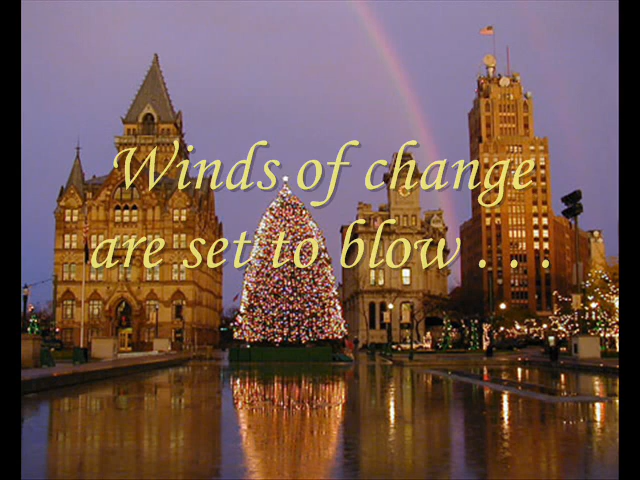 Winds of change
are set to blow . . .